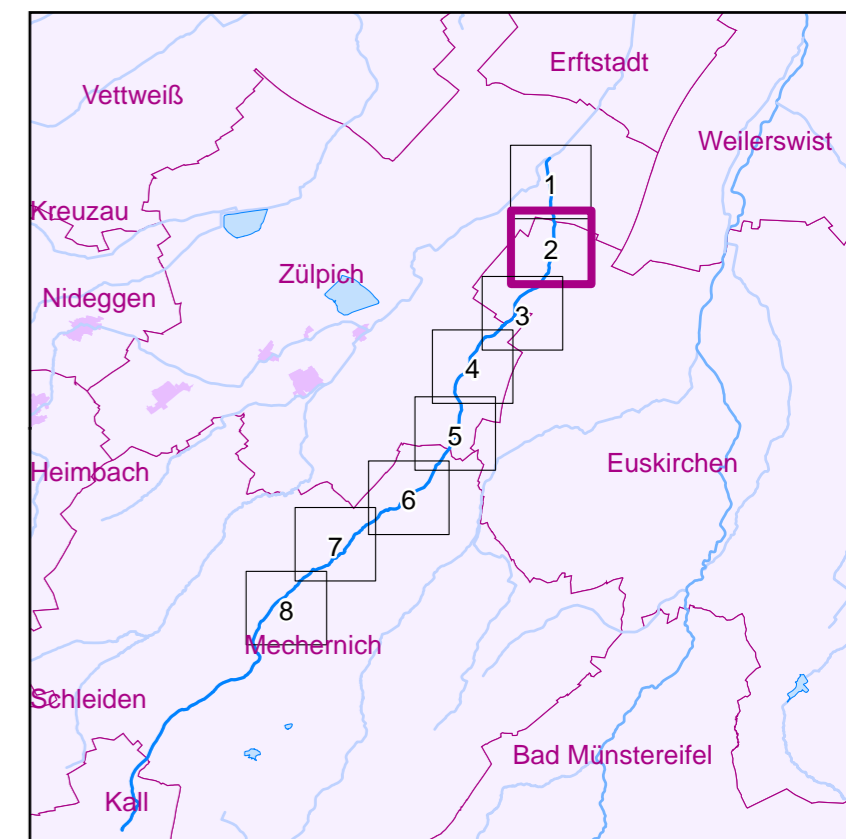 Erftstadt
Vettweiß
Weilerswist
1
Kreuzau
2
Zülpich
Nideggen
3
4
5
Euskirchen
Heimbach
6
7
8
Mechernich
Schleiden
Bad Münstereifel
Kall